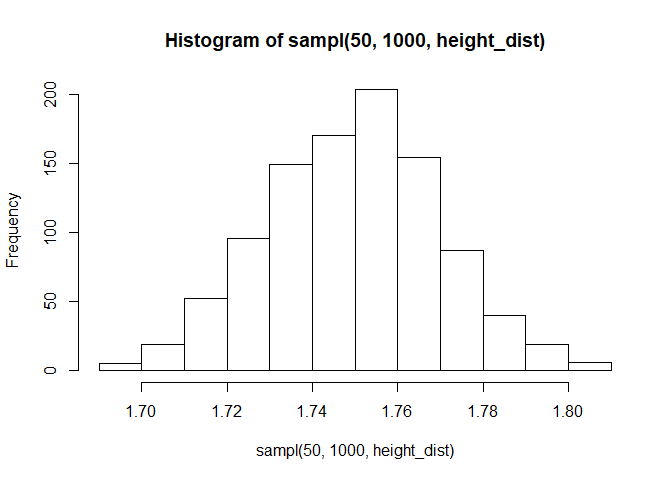 Histogram of sampl(50, 1000, height_dist)
Frequency
200
150
100
50
0
1.70 1.72 1.74 1.76 1.78 1.80
sampl(50, 1000, height_dist)